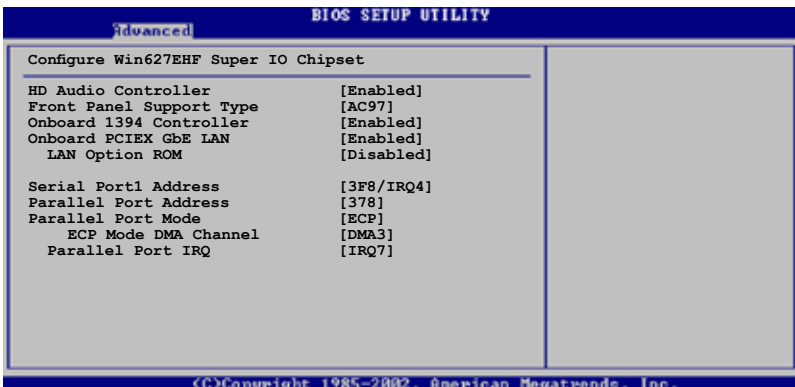 BIOS SETUP UTILITY
Advanced
Configure Win627EHF Super IO Chipset
HD Audio Controller [Enabled]
Front Panel Support Type [AC97]
Onboard 1394 Controller [Enabled]
Onboard PCIEX GbE LAN [Enabled]
LAN Option ROM [Disabled]
Serial Port1 Address [3F8/IRQ4]
Parallel Port Address [378]
Parallel Port Mode [ECP]
ECP Mode DMA Channel [DMA3]
Parallel Port IRQ [IRQ7]
(C)Copyright 1985-2002, American Megatrends, Inc.